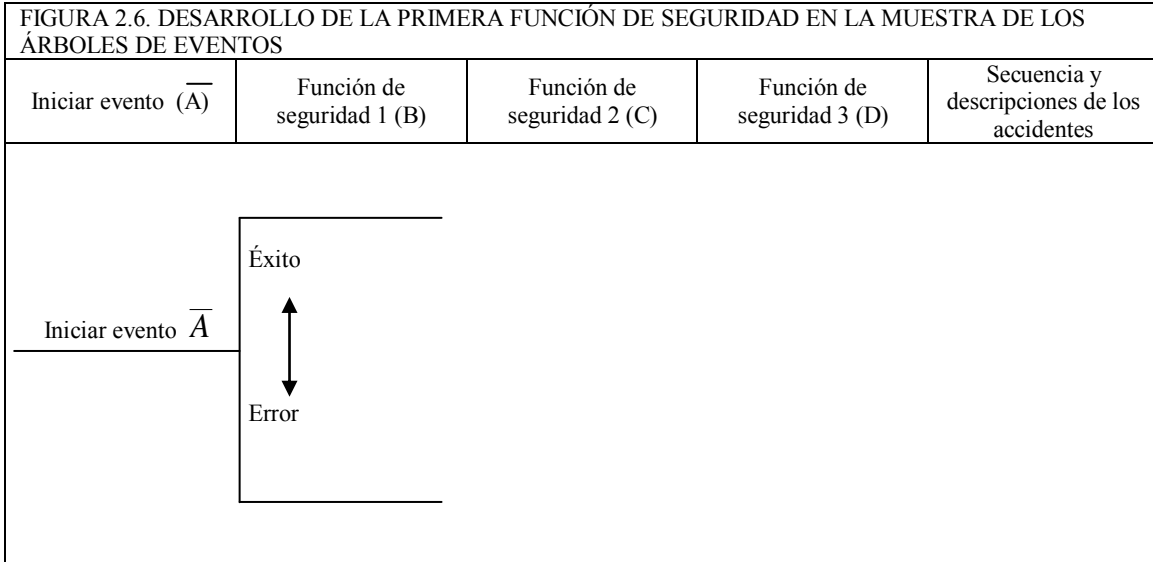 FIGURA 2.6. DESARROLLO DE LA PRIMERA FUNCIÓN DE SEGURIDAD EN LA MUESTRA DE LOS
ÁRBOLES DE EVENTOS
Iniciar evento (A̅)
Función de
seguridad 1 (B)
Función de
seguridad 2 (C)
Función de
seguridad 3 (D)
Secuencia y
descripciones de los
accidentes
Éxito
Iniciar evento A̅
Error